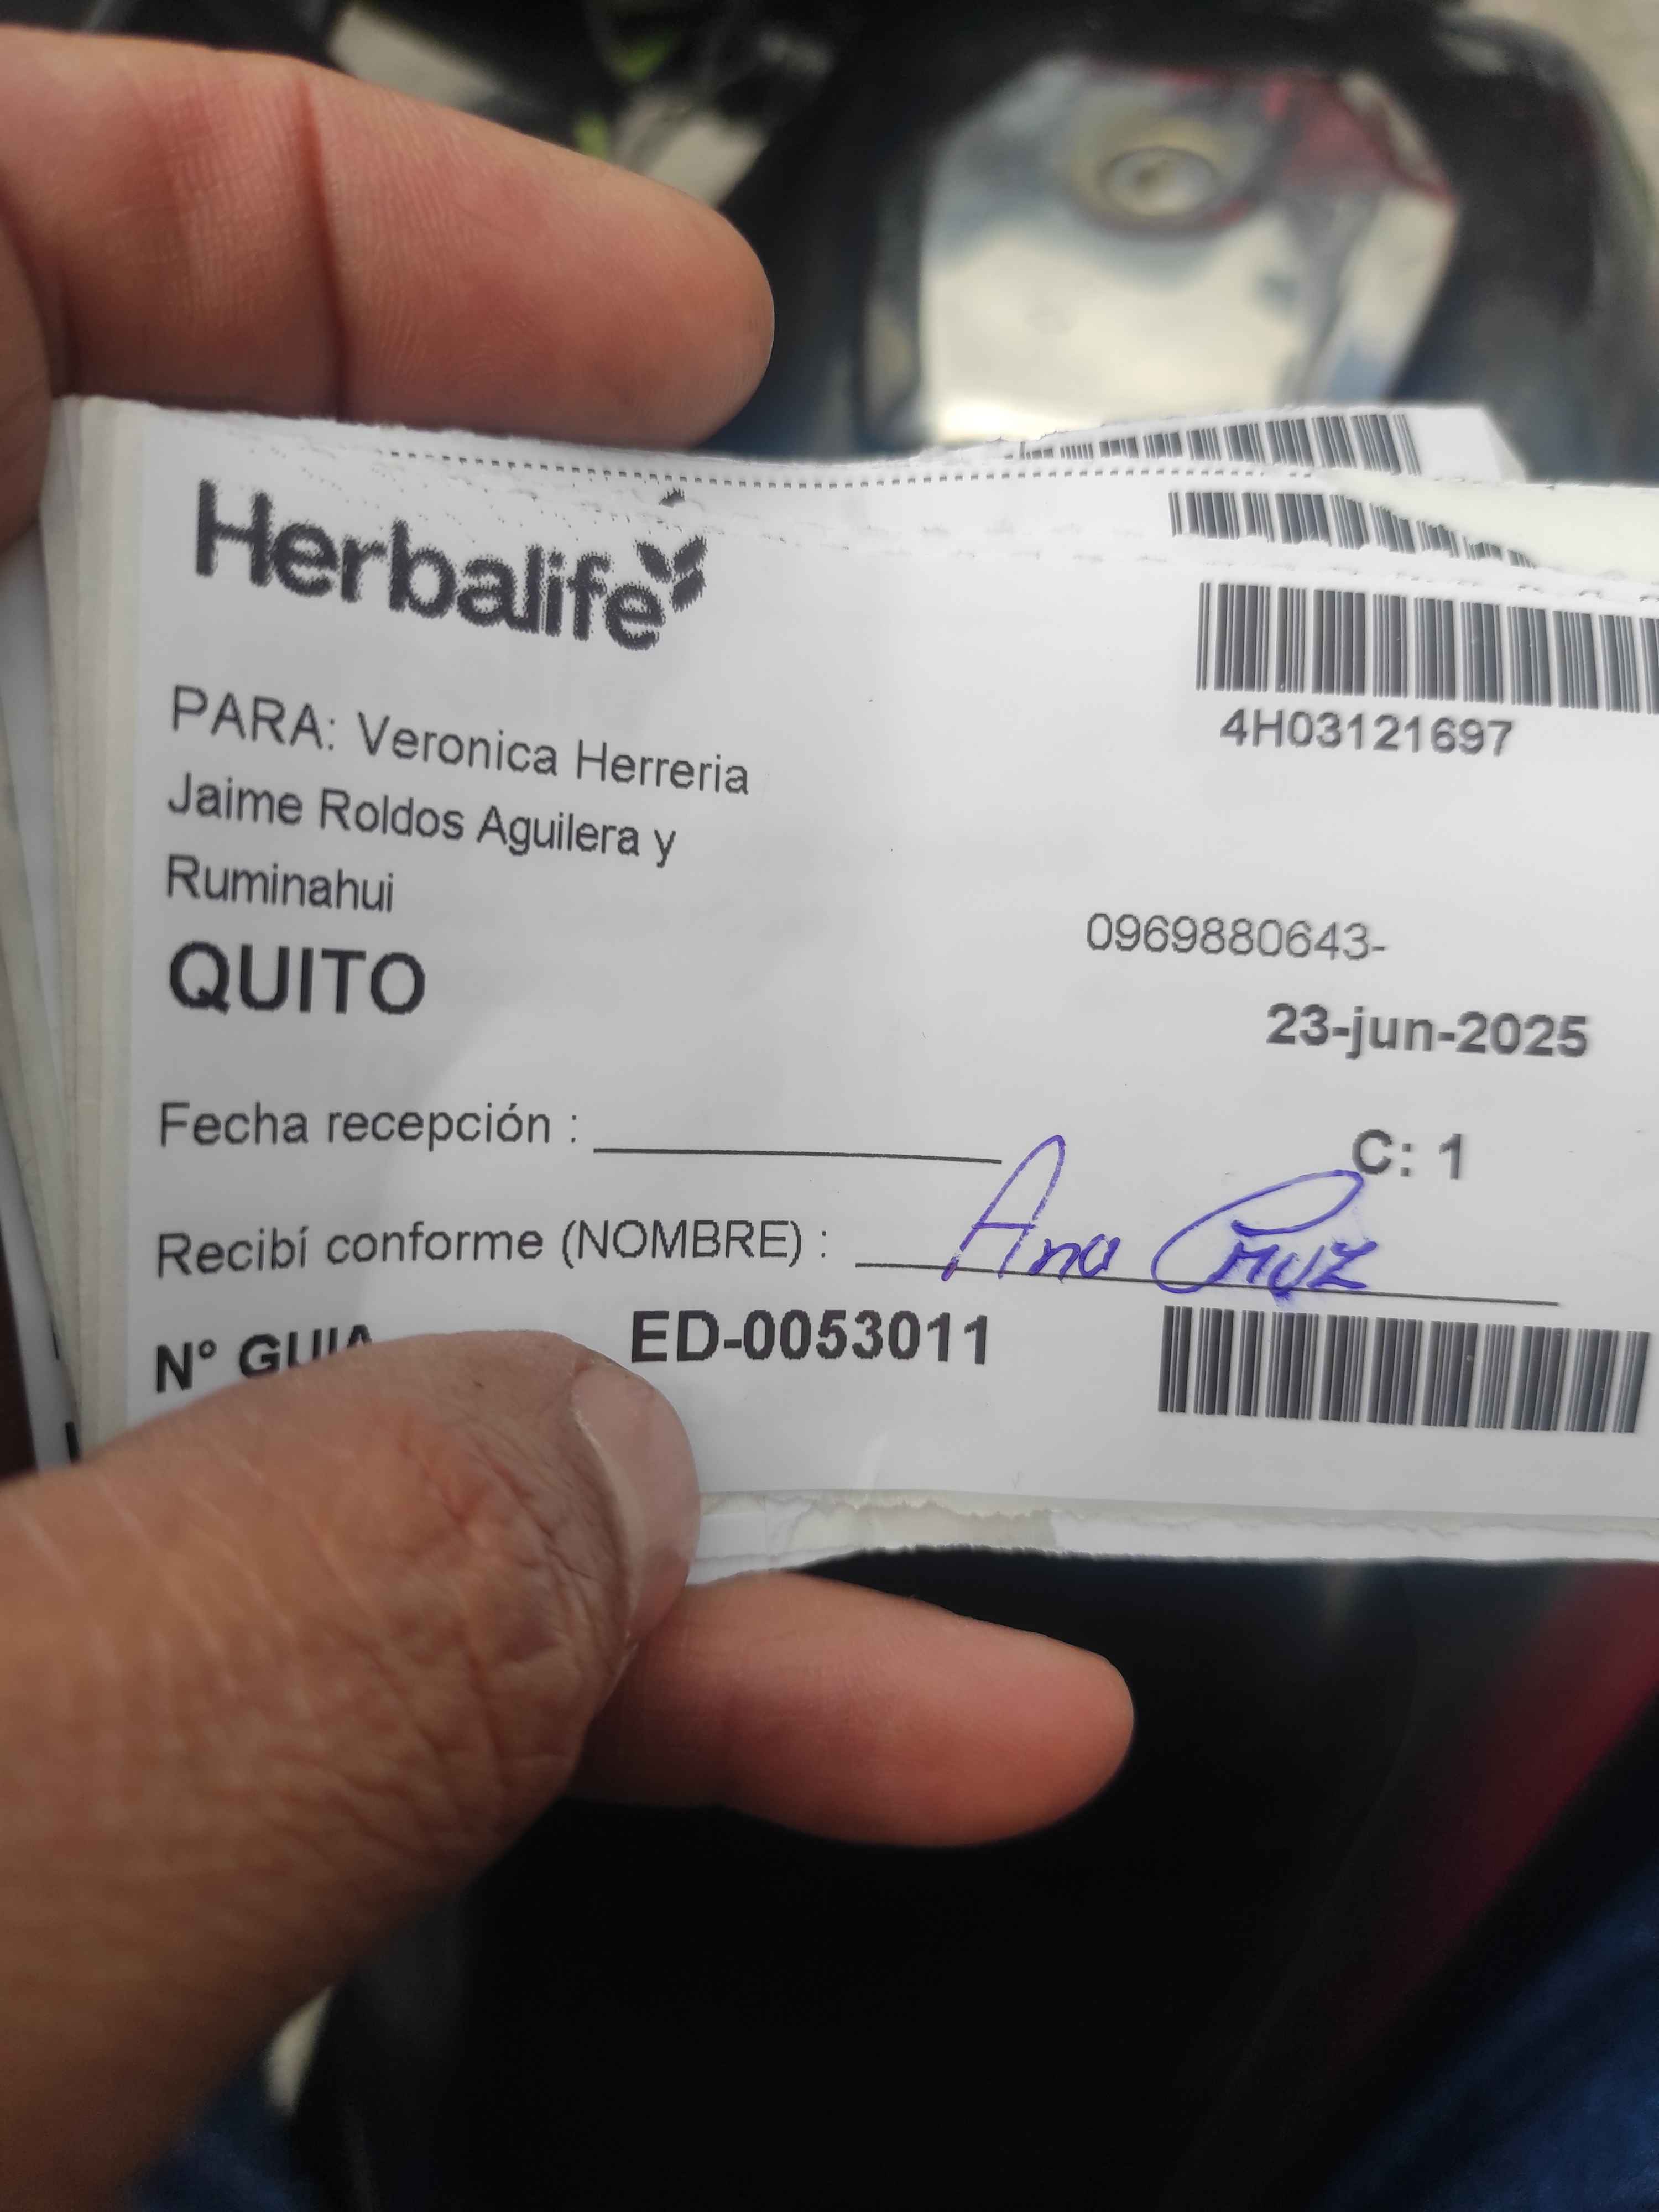 Herbalife
4H03121697
PARA: Veronica Herreria
Jaime Roldos Aguilera y
Ruminahui
QUITO
0969880643-
23-jun-2025
Fecha recepción :
C: 1
Recibí conforme (NOMBRE) : Ana Cruz
N° GUIA ED-0053011